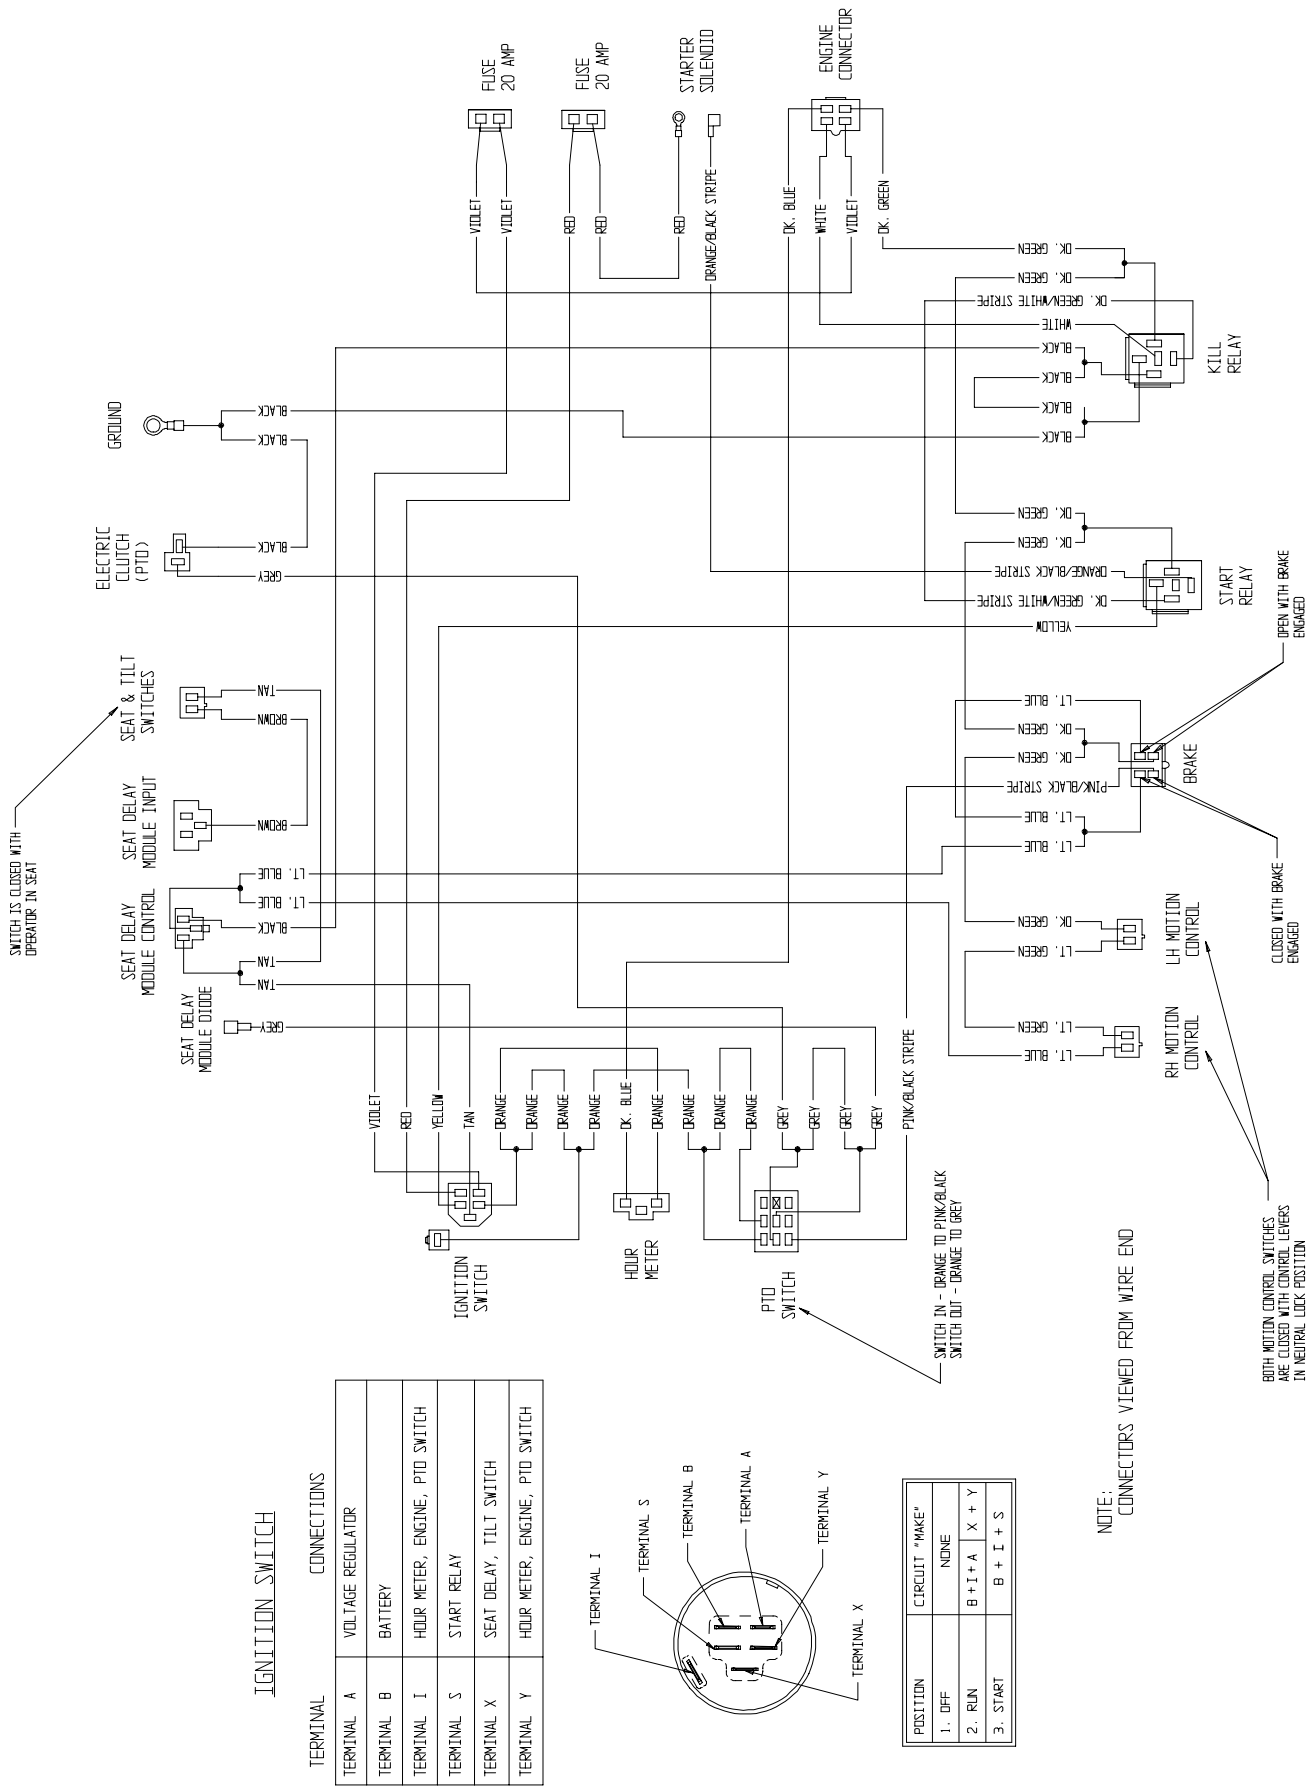 IGNITION SWITCH
TERMINAL CONNECTIONS
TERMINAL A VOLTAGE REGULATOR
TERMINAL B BATTERY
TERMINAL I HOUR METER, ENGINE, PTO SWITCH
TERMINAL S START RELAY
TERMINAL X SEAT DELAY, TILT SWITCH
TERMINAL Y HOUR METER, ENGINE, PTO SWITCH
TERMINAL I
TERMINAL S
TERMINAL B
TERMINAL A
TERMINAL Y
TERMINAL X
POSITION CIRCUIT "MAKE"
1. OFF NONE
2. RUN B+I+A X + Y
3. START B + I + S
NOTE:
CONNECTORS VIEWED FROM WIRE END
SWITCH IS CLOSED WITH
OPERATOR IN SEAT
SEAT DELAY
MODULE DIODE
SEAT DELAY
MODULE CONTROL
SEAT DELAY
MODULE INPUT
SEAT & TILT
SWITCHES
ELECTRIC
CLUTCH
(PTO)
GROUND
GREY
TAN
TAN
BLACK
LT. BLUE
LT. BLUE
BROWN
BROWN
TAN
GREY
BLACK
BLACK
BLACK
FUSE
20 AMP
FUSE
20 AMP
STARTER
SOLENOID
ENGINE
CONNECTOR
VIOLET
VIOLET
RED
RED
RED
ORANGE/BLACK STRIPE
DK. BLUE
WHITE
VIOLET
DK. GREEN
IGNITION
SWITCH
HOUR
METER
PTO
SWITCH
VIOLET
RED
YELLOW
TAN
ORANGE
ORANGE
ORANGE
ORANGE
DK. BLUE
ORANGE
ORANGE
ORANGE
ORANGE
GREY
GREY
GREY
GREY
PINK/BLACK STRIPE
SWITCH IN - ORANGE TO PINK/BLACK
SWITCH OUT - ORANGE TO GREY
DK. GREEN
DK. GREEN
DK. GREEN/WHITE STRIPE
WHITE
BLACK
BLACK
BLACK
BLACK
KILL
RELAY
DK. GREEN
DK. GREEN
ORANGE/BLACK STRIPE
DK. GREEN/WHITE STRIPE
YELLOW
START
RELAY
OPEN WITH BRAKE
ENGAGED
LT. BLUE
DK. GREEN
DK. GREEN
PINK/BLACK STRIPE
LT. BLUE
LT. BLUE
BRAKE
CLOSED WITH BRAKE
ENGAGED
DK. GREEN
LT. GREEN
LH MOTION
CONTROL
LT. GREEN
LT. BLUE
RH MOTION
CONTROL
BOTH MOTION CONTROL SWITCHES
ARE CLOSED WITH CONTROL LEVERS
IN NEUTRAL LOCK POSITION